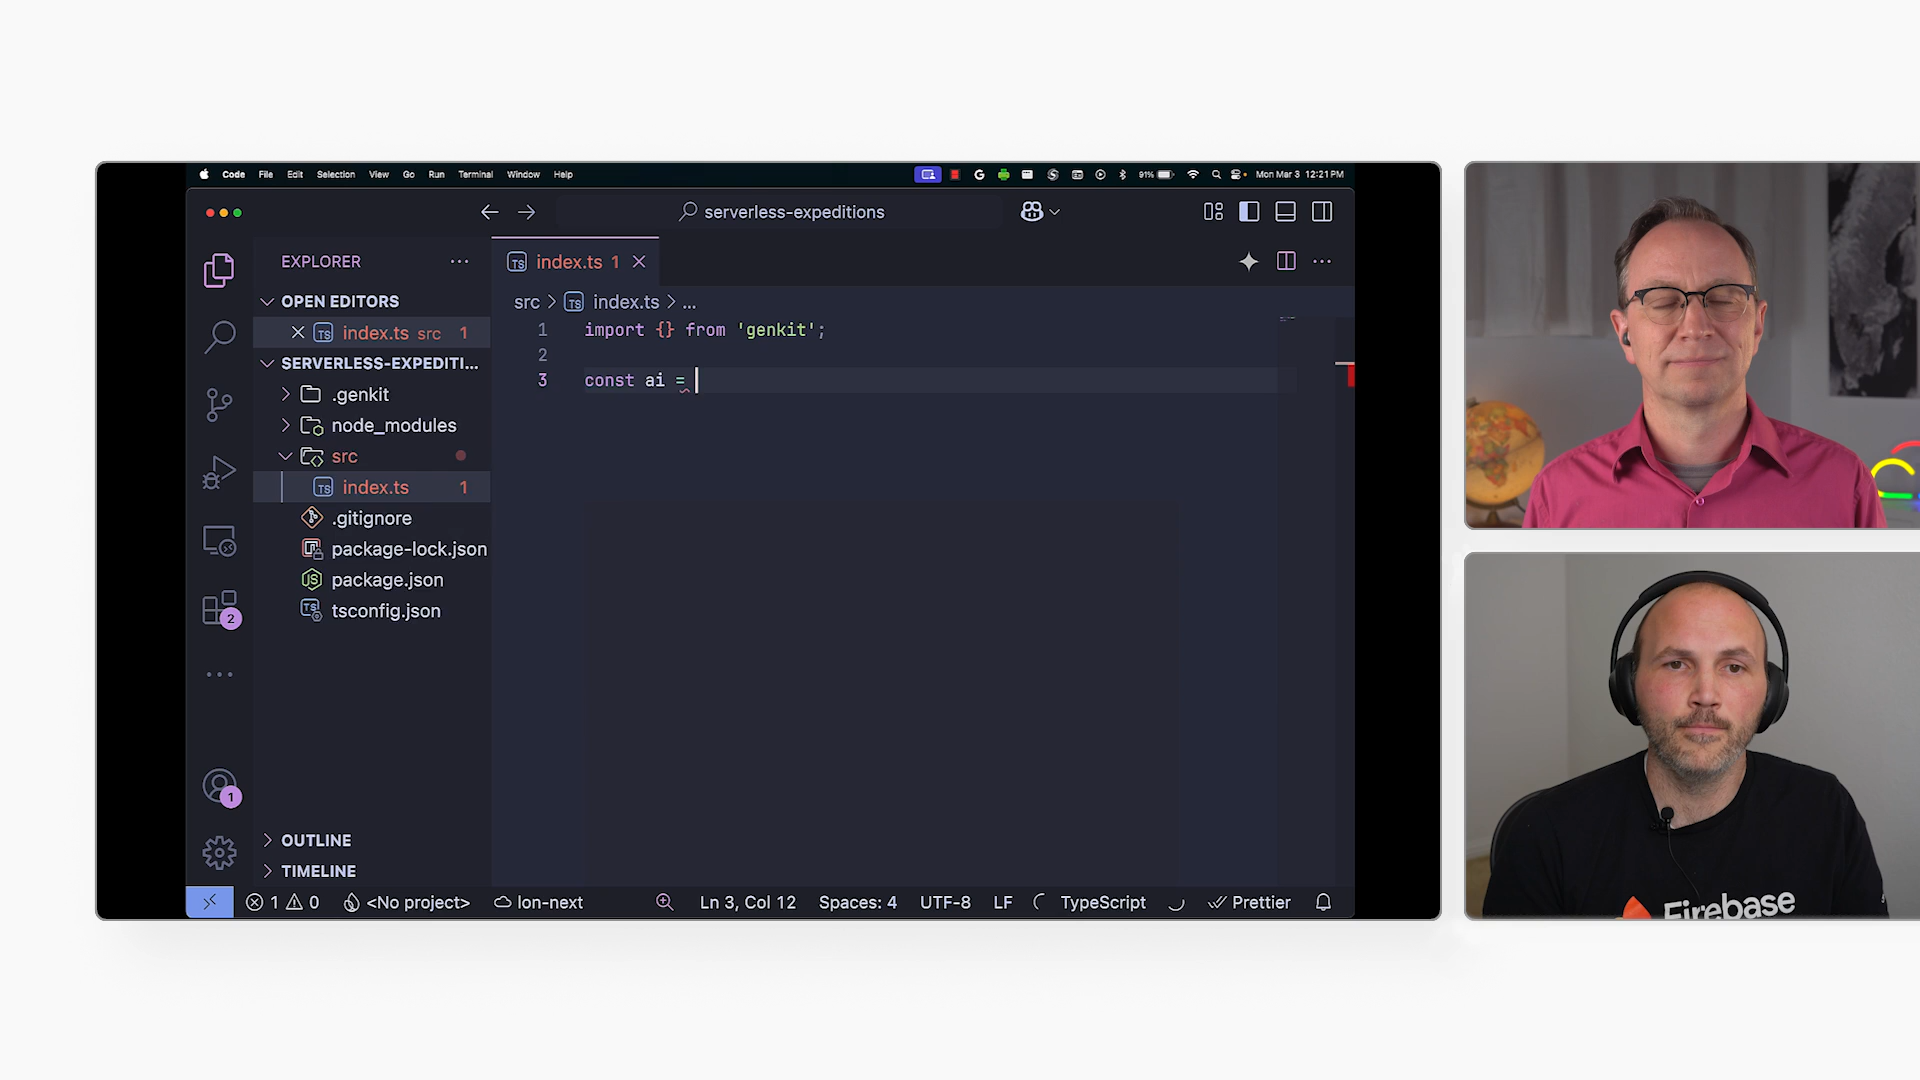 Code File Edit Selection View Go Run Terminal Window Help
91% Mon Mar 3 12:21 PM
serverless-expeditions
EXPLORER
index.ts 1
OPEN EDITORS
src > index.ts > ...
index.ts src 1
1 import {} from 'genkit';
2
3 const ai =
SERVERLESS-EXPEDITI...
.genkit
node_modules
src
index.ts 1
.gitignore
package-lock.json
package.json
tsconfig.json
2
1
OUTLINE
TIMELINE
1 0 <No project> lon-next Ln 3, Col 12 Spaces: 4 UTF-8 LF TypeScript Prettier
Firebase